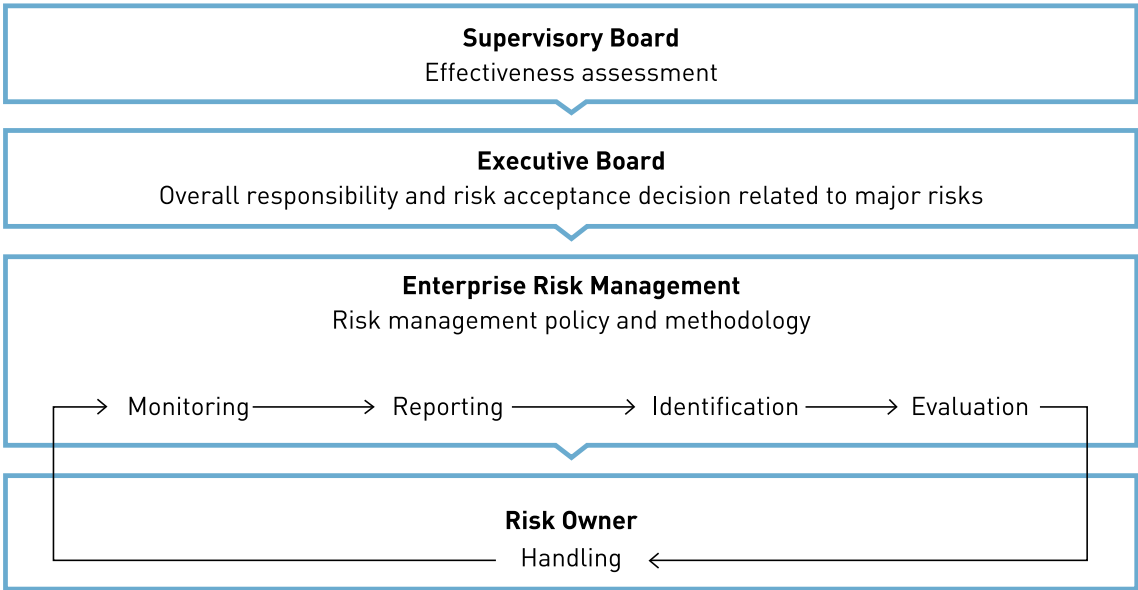 Supervisory Board
Effectiveness assessment
Executive Board
Overall responsibility and risk acceptance decision related to major risks
Enterprise Risk Management
Risk management policy and methodology
Monitoring Reporting Identification Evaluation
Risk Owner
Handling